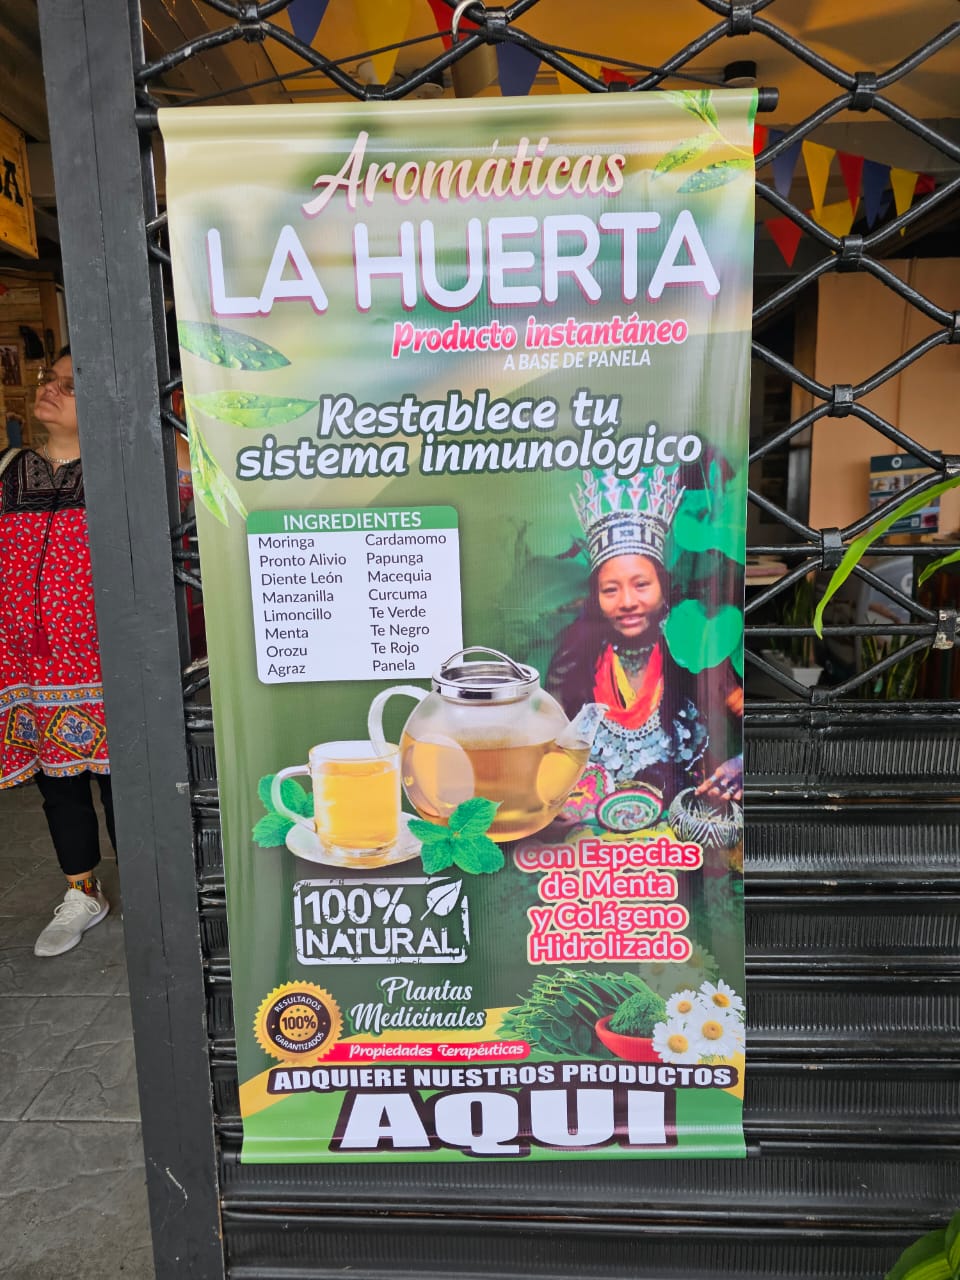 Aromáticas
LA HUERTA
Producto instantáneo
A BASE DE PANELA
Restablece tu
sistema inmunológico
INGREDIENTES
Moringa
Pronto Alivio
Diente León
Manzanilla
Limoncillo
Menta
Orozu
Agraz
Cardamomo
Papunga
Macequia
Curcuma
Te Verde
Te Negro
Te Rojo
Panela
Con Especias
de Menta
y Colágeno
Hidrolizado
100%
NATURAL
Plantas
Medicinales
RESULTADOS
100%
GARANTIZADOS
Propiedades Terapéuticas
ADQUIERE NUESTROS PRODUCTOS
AQUI